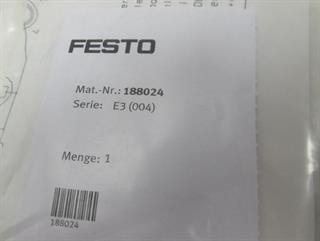 FESTO
Mat.-Nr.: 188024
Serie: E3 (004)
Menge: 1
188024